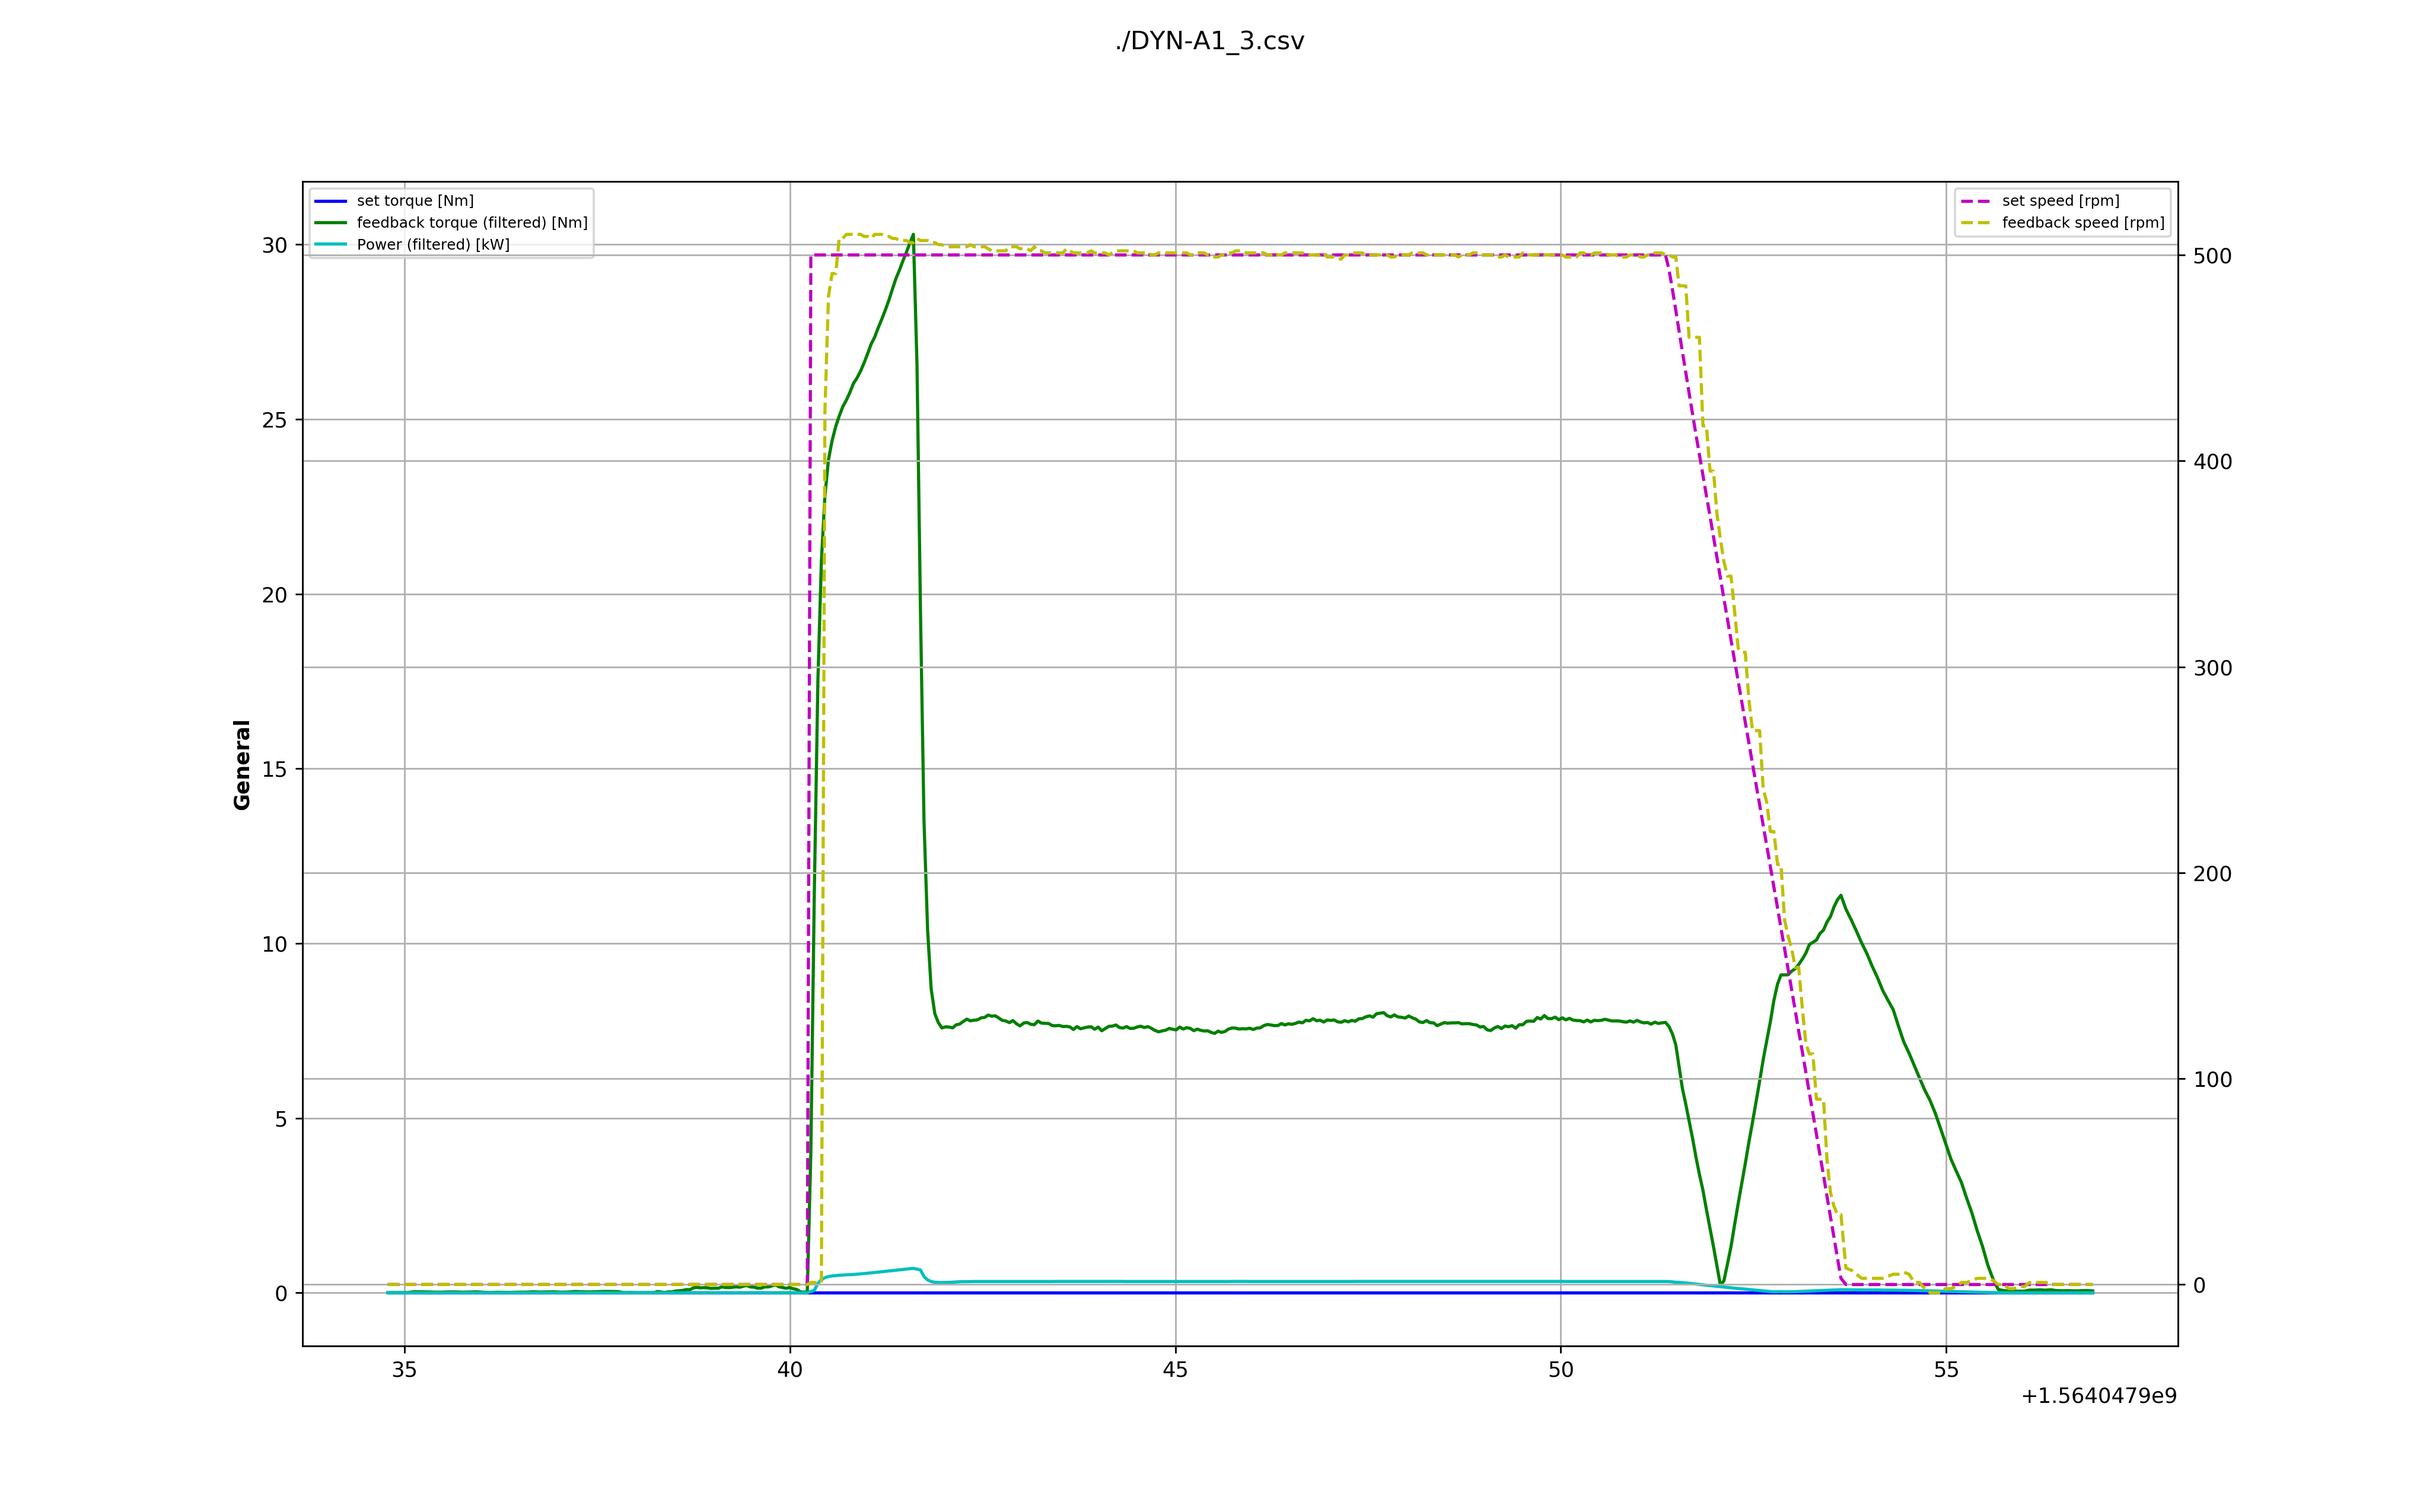 ./DYN-A1_3.csv
set torque [Nm]
feedback torque (filtered) [Nm]
Power (filtered) [kW]
set speed [rpm]
feedback speed [rpm]
General
30
25
20
15
10
5
0
500
400
300
200
100
0
35 40 45 50 55
+1.5640479e9